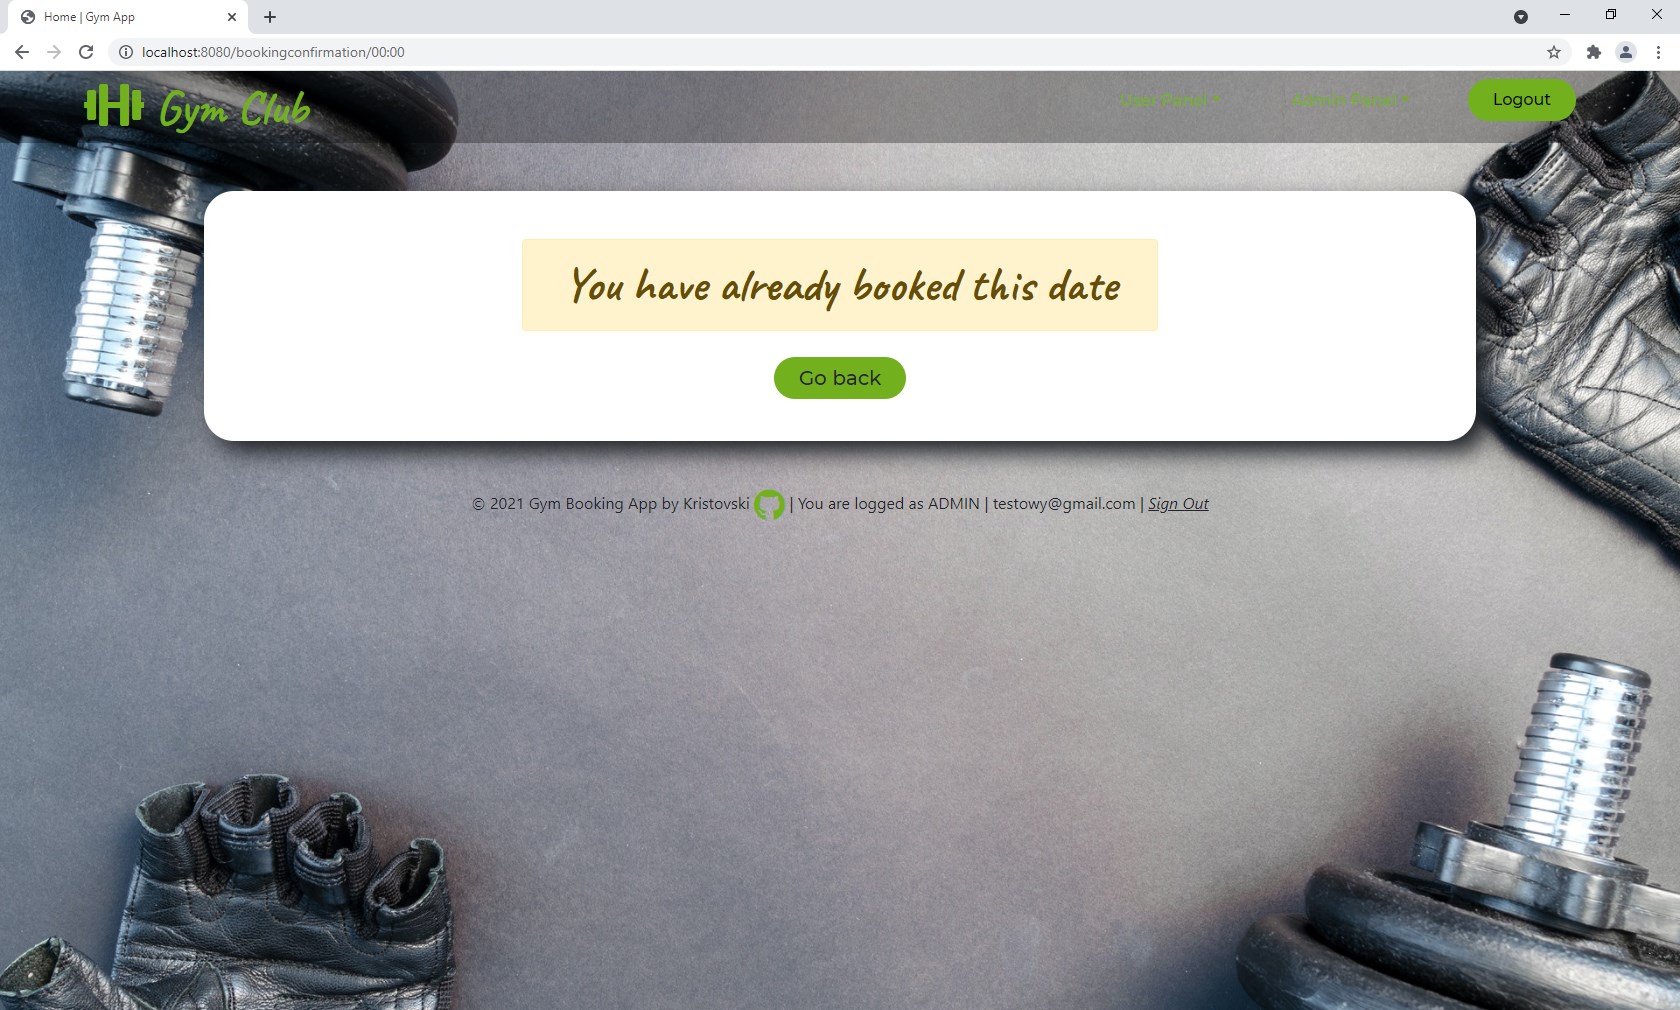 Home | Gym App
localhost:8080/bookingconfirmation/00:00
Gym Club
User Panel
Admin Panel
Logout
You have already booked this date
Go back
© 2021 Gym Booking App by Kristovski | You are logged as ADMIN | testowy@gmail.com | Sign Out